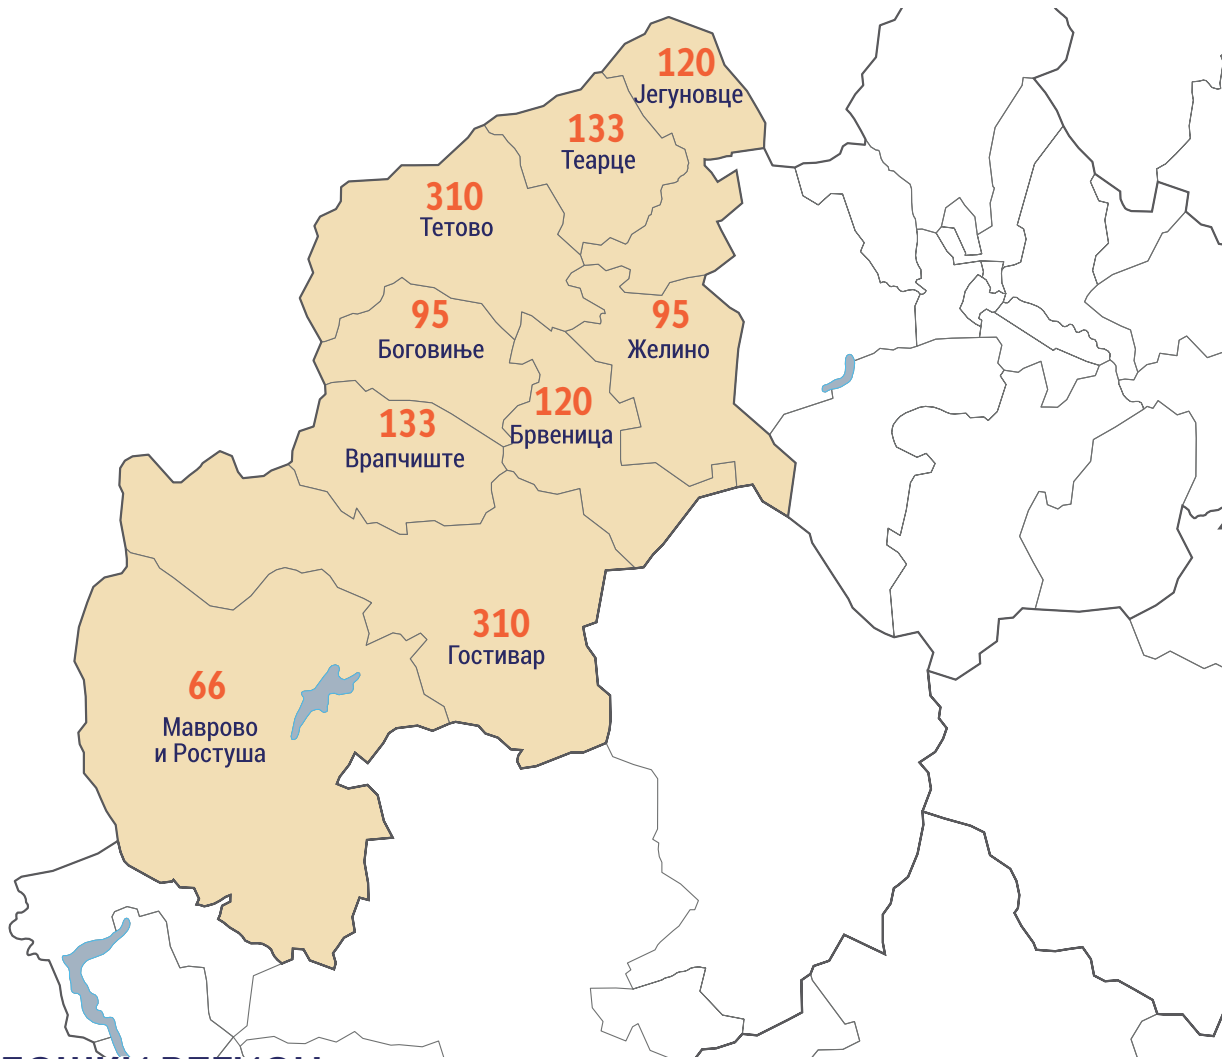 120
Јегуновце
133
Теарце
310
Тетово
95
Боговиње
95
Желино
133
Врапчиште
120
Брвеница
310
Гостивар
66
Маврово
и Ростуша